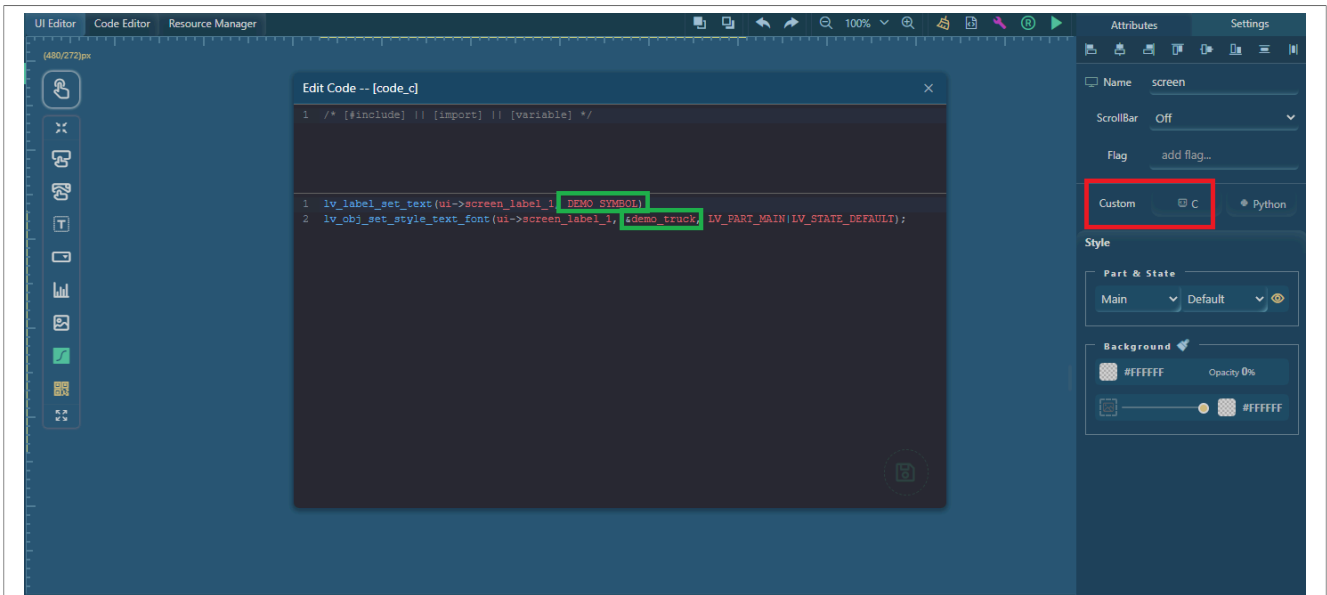 UI Editor Code Editor Resource Manager 100% R Attributes Settings
(480/272)px
Edit Code -- [code_c] ×
1 /* [#include] || [import] || [variable] */
1 lv_label_set_text(ui->screen_label_1, DEMO SYMBOL)
2 lv_obj_set_style_text_font(ui->screen_label_1, &demo_truck, LV_PART_MAIN|LV_STATE_DEFAULT);
Name screen
ScrollBar Off
Flag add flag...
Custom C Python
Style
Part & State
Main Default
Background
#FFFFFF Opacity 0%
#FFFFFF